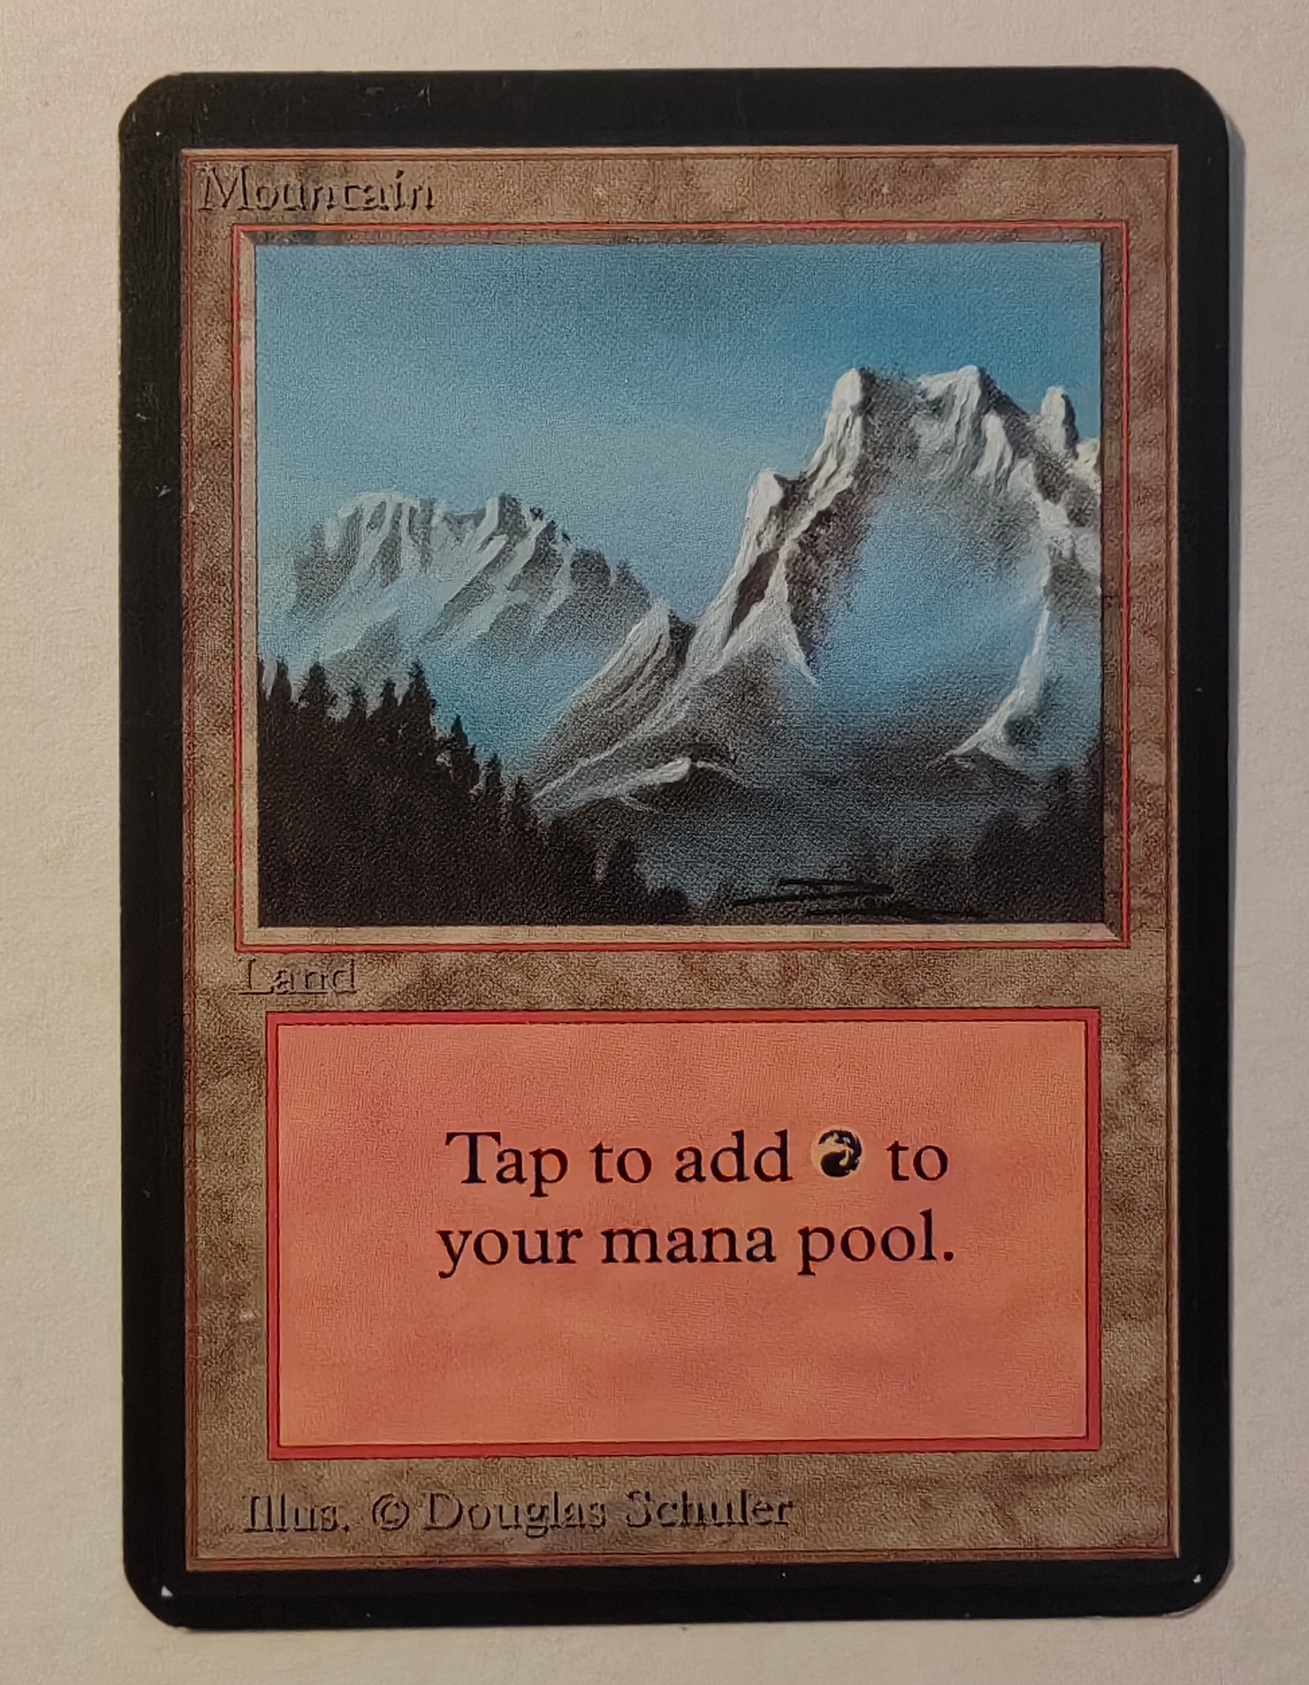 Mountain
Land
Tap to add to
your mana pool.
Illus. © Douglas Schuler